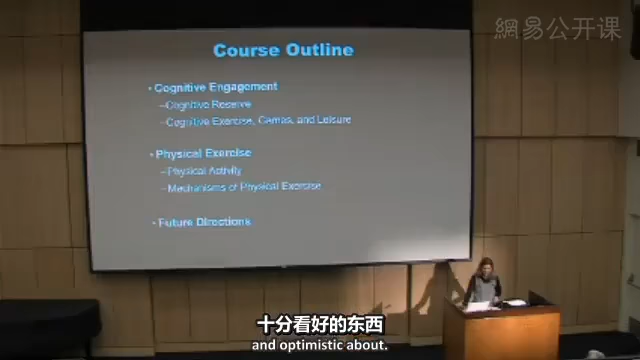 網易公开课
Course Outline
• Cognitive Engagement
–Cognitive Reserve
–Cognitive Exercise, Games, and Leisure
• Physical Exercise
–Physical Activity
–Mechanisms of Physical Exercise
• Future Directions
十分看好的东西
and optimistic about.